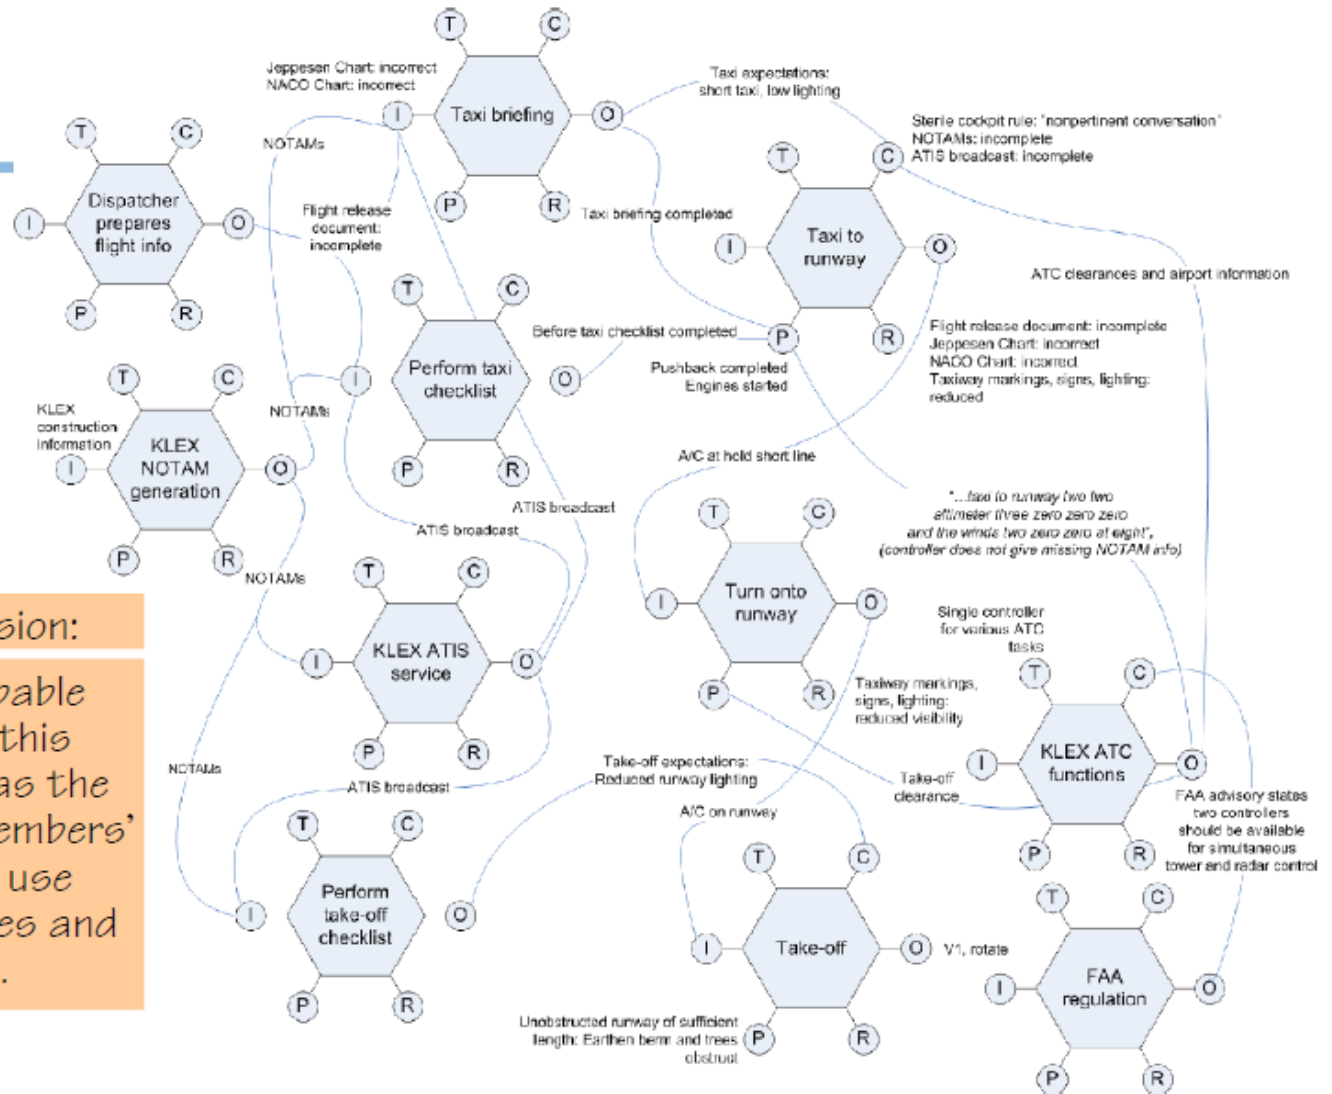 T
C
Jeppesen Chart: incorrect
NACO Chart: incorrect
I
Taxi briefing
O
P
R
Taxi expectations:
short taxi, low lighting
Sterile cockpit rule: "nonpertinent conversation"
NOTAMs: incomplete
ATIS broadcast: incomplete
T
C
Dispatcher
prepares
flight info
I
O
P
R
NOTAMs
Flight release
document:
incomplete
Taxi briefing completed
T
C
I
Taxi to
runway
O
P
R
ATC clearances and airport information
T
C
I
Perform taxi
checklist
O
P
R
Before taxi checklist completed
Pushback completed
Engines started
Flight release document: incomplete
Jeppesen Chart: incorrect
NACO Chart: incorrect
Taxiway markings, signs, lighting:
reduced
T
C
KLEX
construction
information
I
KLEX
NOTAM
generation
O
P
R
NOTAMs
NOTAMs
ATIS broadcast
ATIS broadcast
A/C at hold short line
"...taxi to runway two two
altimeter three zero zero zero
and the winds two zero zero at eight",
(controller does not give missing NOTAM info)
T
C
I
Turn onto
runway
O
P
R
T
C
I
KLEX ATIS
service
O
P
R
Single controller
for various ATC
tasks
Taxiway markings,
signs, lighting:
reduced visibility
T
C
I
KLEX ATC
functions
O
P
R
sion:
pable
this
as the
embers'
use
es and
.
NOTAMs
ATIS broadcast
Take-off expectations:
Reduced runway lighting
A/C on runway
Take-off
clearance
FAA advisory states
two controllers
should be available
for simultaneous
tower and radar control
T
C
I
Perform
take-off
checklist
O
P
R
T
C
I
Take-off
O
V1, rotate
P
R
Unobstructed runway of sufficient
length: Earthen berm and trees
obstruct
T
C
I
FAA
regulation
O
P
R